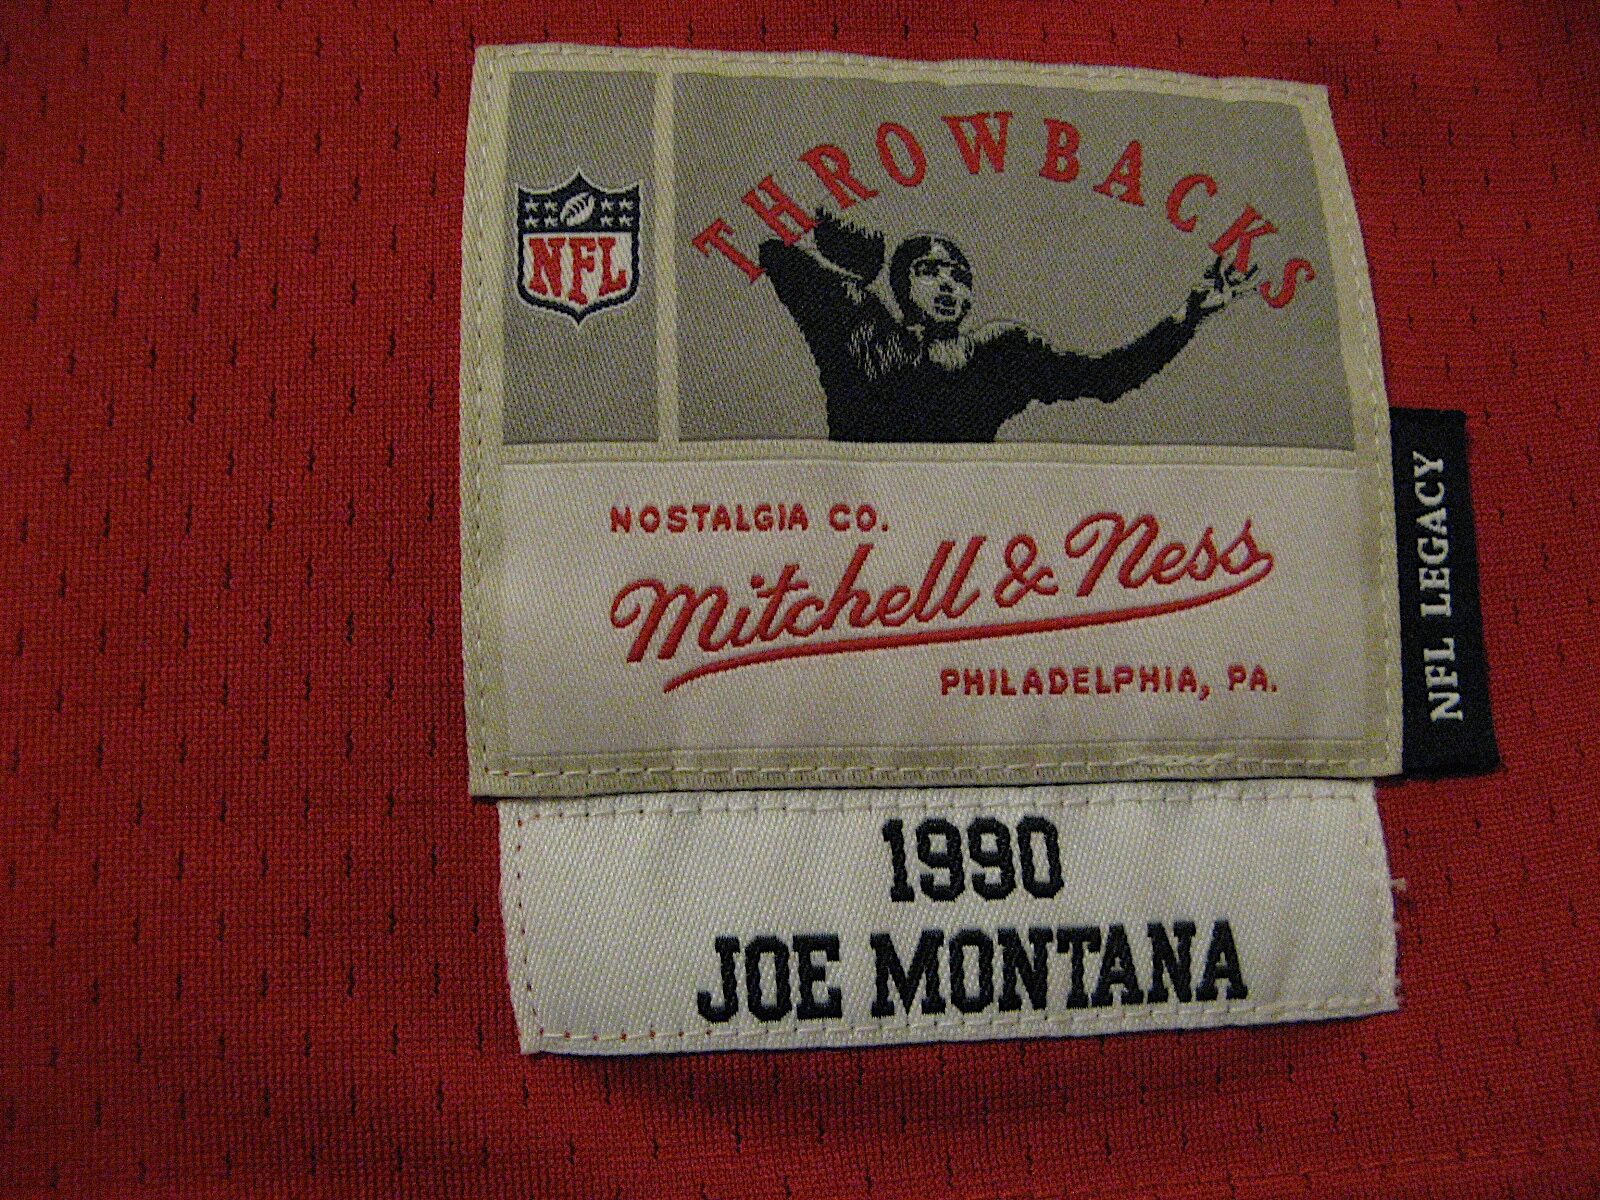 THROWBACKS
NFL
NOSTALGIA CO.
Mitchell & Ness
PHILADELPHIA, PA.
NFL LEGACY
1990
JOE MONTANA